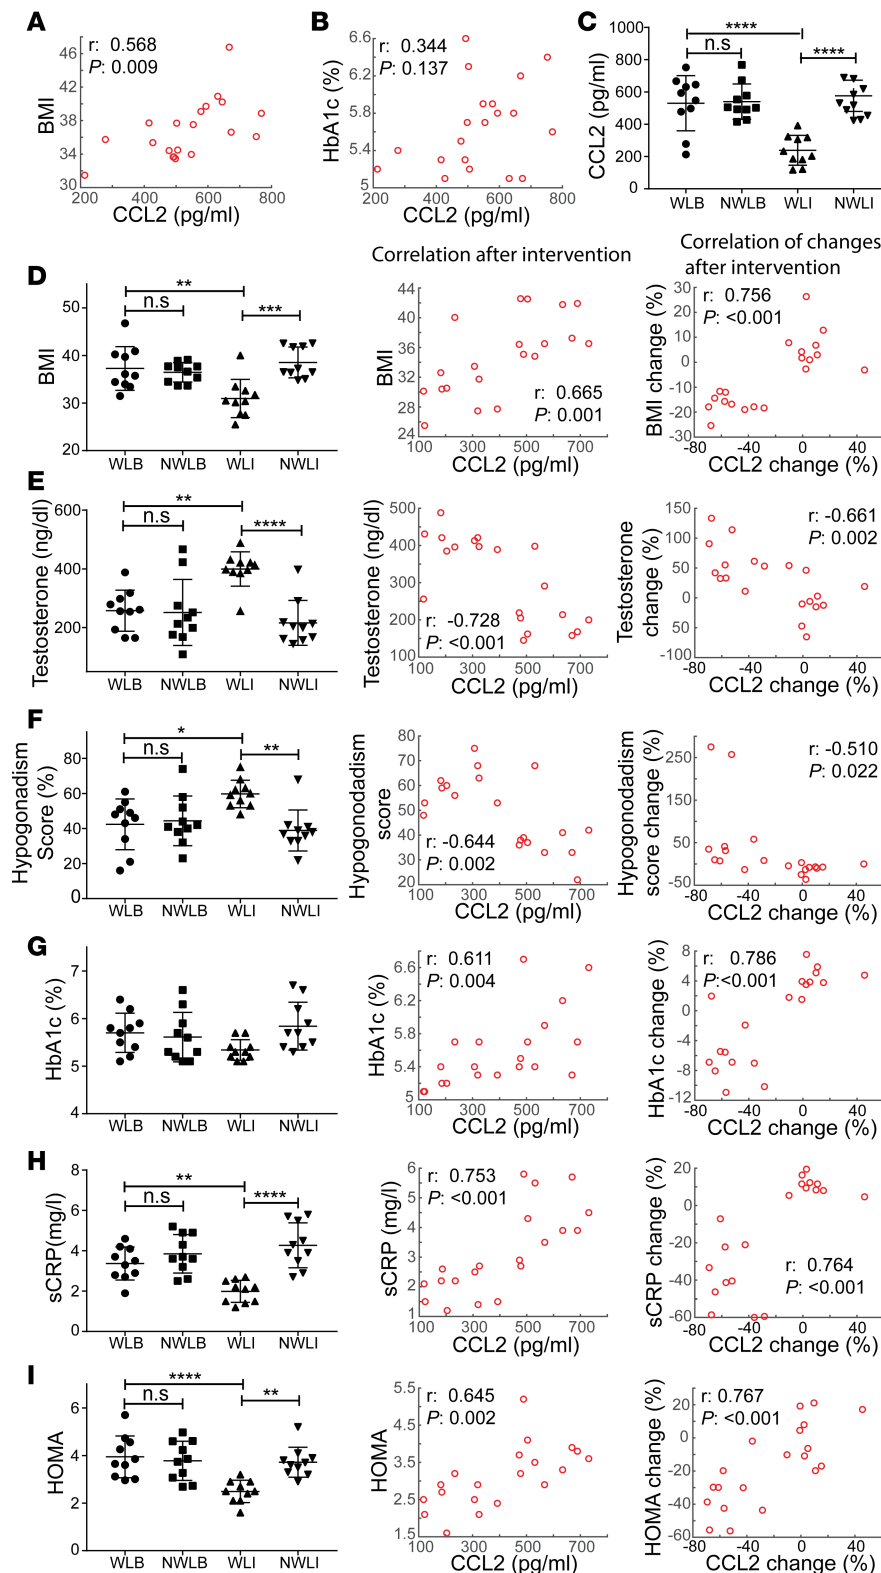 A
r: 0.568
P: 0.009
BMI
46
42
38
34
30
200
400
600
800
CCL2 (pg/ml)
B
r: 0.344
P: 0.137
HbA1c (%)
6.6
6.2
5.8
5.4
5.0
200
400
600
800
CCL2 (pg/ml)
C
****
n.s
****
CCL2 (pg/ml)
1000
800
600
400
200
0
WLB
NWLB
WLI
NWLI
Correlation after intervention
Correlation of changes
after intervention
D
**
n.s
***
BMI
50
40
30
20
WLB
NWLB
WLI
NWLI
BMI
44
40
36
32
28
24
r: 0.665
P: 0.001
100
300
500
700
CCL2 (pg/ml)
r: 0.756
P: <0.001
BMI change (%)
30
20
10
0
-10
-20
-30
-80
-40
0
40
CCL2 change (%)
E
**
n.s
****
Testosterone (ng/dl)
600
400
200
WLB
NWLB
WLI
NWLI
Testosterone (ng/dl)
500
400
300
200
100
r: -0.728
P: <0.001
100
300
500
700
CCL2 (pg/ml)
r: -0.661
P: 0.002
Testosterone
change (%)
150
100
50
0
50
-100
-80
-40
0
40
CCL2 change (%)
F
*
n.s
**
Hypogonadism
Score (%)
80
60
40
20
0
WLB
NWLB
WLI
NWLI
Hypogonadism
score
80
70
60
50
40
30
20
r: -0.644
P: 0.002
100
300
500
700
CCL2 (pg/ml)
r: -0.510
P: 0.022
Hypogonodadism
score change (%)
250
150
50
-50
-80
-40
0
40
CCL2 change (%)
G
HbA1c (%)
7
6
5
4
WLB
NWLB
WLI
NWLI
r: 0.611
P: 0.004
HbA1c (%)
6.6
6.2
5.8
5.4
5
100
300
500
700
CCL2 (pg/ml)
r: 0.786
P:<0.001
HbA1c change (%)
8
4
0
-4
-8
-12
-80
-40
0
40
CCL2 change (%)
H
**
n.s
****
sCRP(mg/l)
8
6
4
2
0
WLB
NWLB
WLI
NWLI
r: 0.753
P: <0.001
sCRP (mg/l)
6
5
4
3
2
1
100
300
500
700
CCL2 (pg/ml)
r: 0.764
P: <0.001
sCRP change (%)
20
0
-20
-40
-60
-80
-40
0
40
CCL2 change (%)
I
****
n.s
**
HOMA
6
4
2
0
WLB
NWLB
WLI
NWLI
r: 0.645
P: 0.002
HOMA
5.5
4.5
3.5
2.5
1.5
100
300
500
700
CCL2 (pg/ml)
r: 0.767
P: <0.001
HOMA change (%)
20
0
-20
-40
-60
-80
-40
0
40
CCL2 change (%)